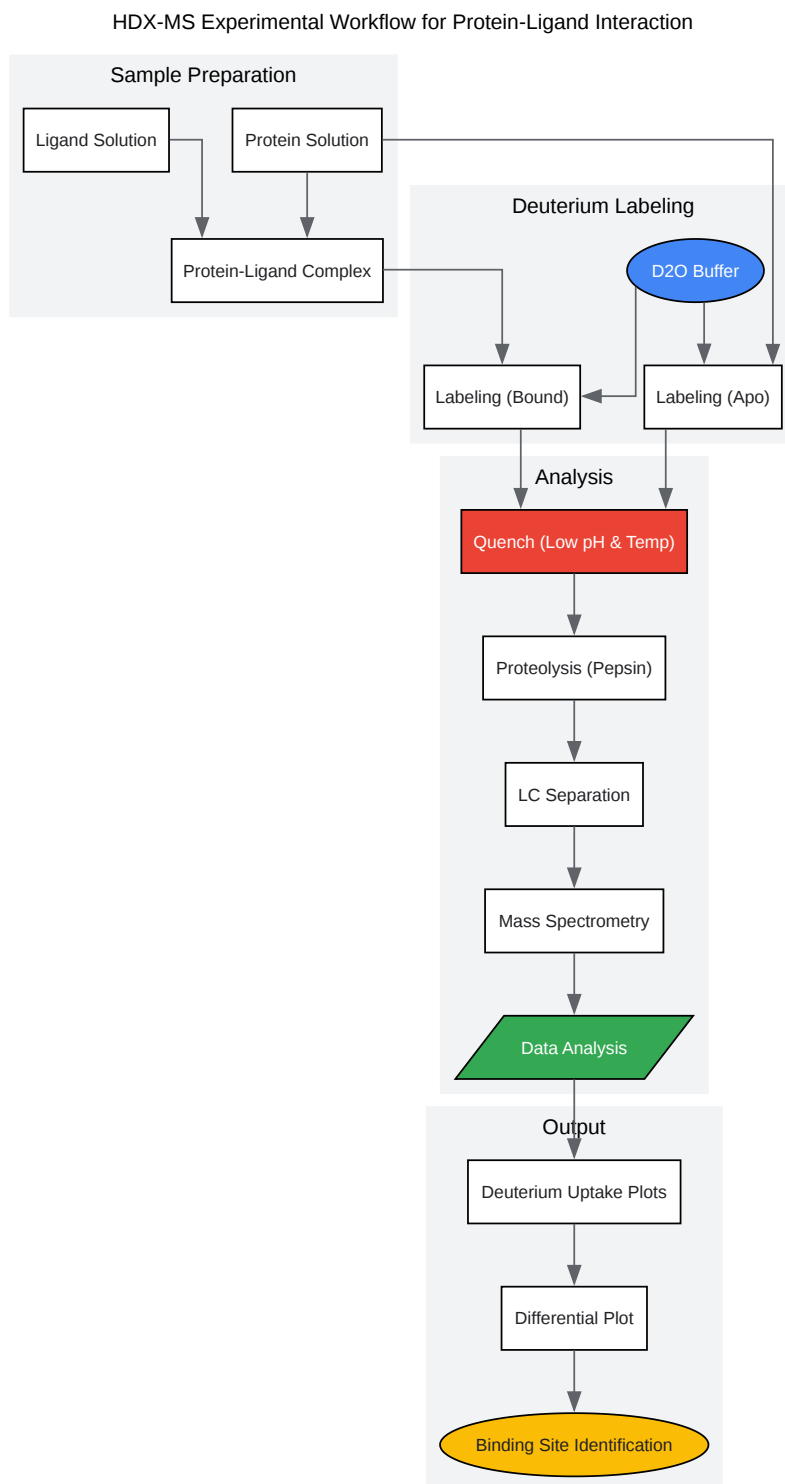 HDX-MS Experimental Workflow for Protein-Ligand Interaction
Sample Preparation
Ligand Solution
Protein Solution
Protein-Ligand Complex
Deuterium Labeling
D2O Buffer
Labeling (Bound)
Labeling (Apo)
Analysis
Quench (Low pH & Temp)
Proteolysis (Pepsin)
LC Separation
Mass Spectrometry
Data Analysis
Output
Deuterium Uptake Plots
Differential Plot
Binding Site Identification